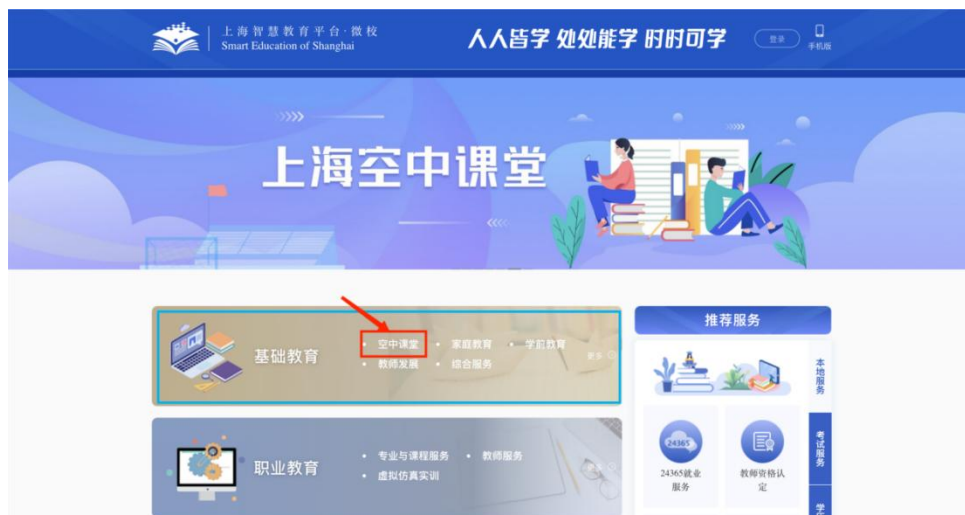 上海智慧教育平台·微校
Smart Education of Shanghai
人人皆学 处处能学 时时可学
登录
手机版
上海空中课堂
基础教育
空中课堂 家庭教育 学前教育
教师发展 综合服务
更多
推荐服务
本地服务
考试服务
24365
24365就业
服务
教师资格认
定
职业教育
专业与课程服务 教师服务
虚拟仿真实训
更多